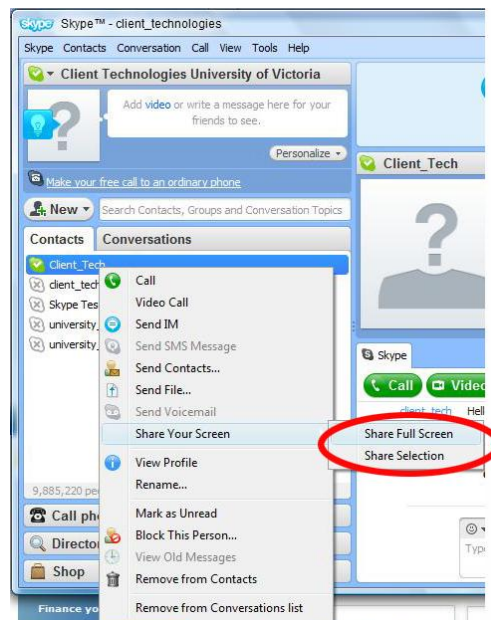 Skype™ - client_technologies
Skype Contacts Conversation Call View Tools Help
Client Technologies University of Victoria
Add video or write a message here for your
friends to see.
Personalize
Make your free call to an ordinary phone
New
Search Contacts, Groups and Conversation Topics
Contacts Conversations
Client_Tech
client_tech
Skype Tes
university_
university_
Call
Video Call
Send IM
Send SMS Message
Send Contacts...
Send File...
Send Voicemail
Share Your Screen
View Profile
Rename...
Mark as Unread
Block This Person...
View Old Messages
Remove from Contacts
Remove from Conversations list
Share Full Screen
Share Selection
9,885,220 pe
Call ph
Directo
Shop
Finance yo
Client_Tech
Skype
Call Video
client_tech Hell
Typ